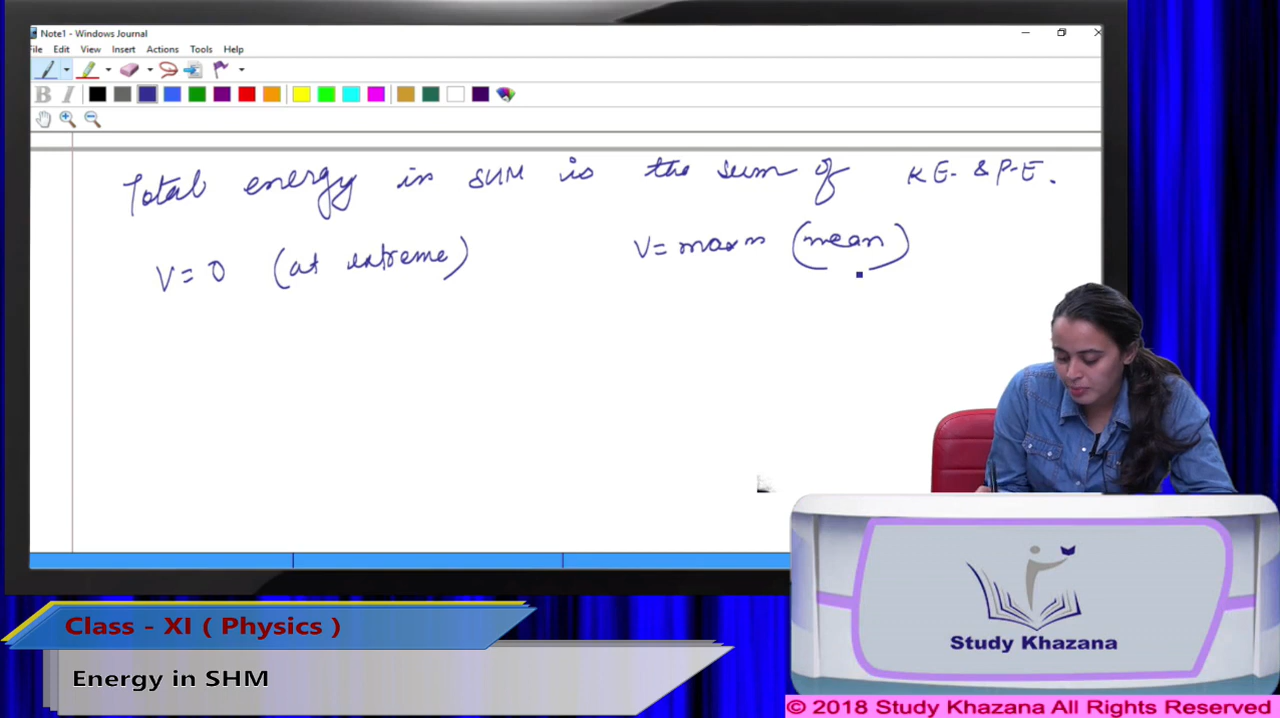 Note1 - Windows Journal
File Edit View Insert Actions Tools Help
B I
Total energy in SHM is the sum of KE. & P.E.
V = 0 (at extreme) V = maxm (mean)
Study Khazana
Class - XI ( Physics )
Energy in SHM
© 2018 Study Khazana All Rights Reserved